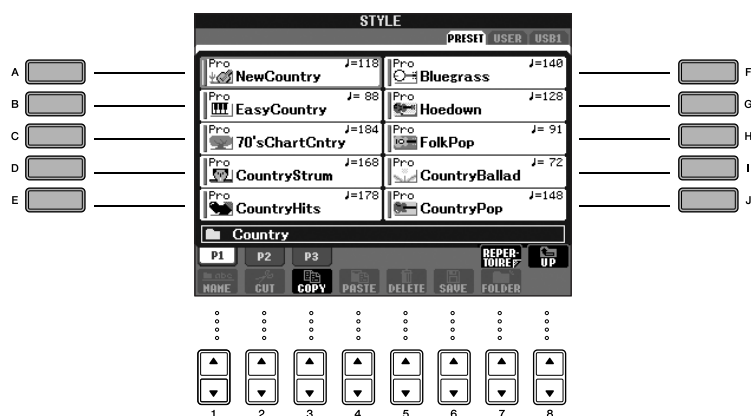 STYLE
PRESET USER USB1
A
Pro ♩=118
NewCountry
Pro ♩=140
Bluegrass
F
B
Pro ♩= 88
EasyCountry
Pro ♩=128
Hoedown
G
C
Pro ♩=184
70'sChartCntry
Pro ♩= 91
FolkPop
H
D
Pro ♩=168
CountryStrum
Pro ♩= 72
CountryBallad
I
E
Pro ♩=178
CountryHits
Pro ♩=148
CountryPop
J
Country
P1 P2 P3 REPER-
TOIRE UP
NAME CUT COPY PASTE DELETE SAVE FOLDER
1 2 3 4 5 6 7 8